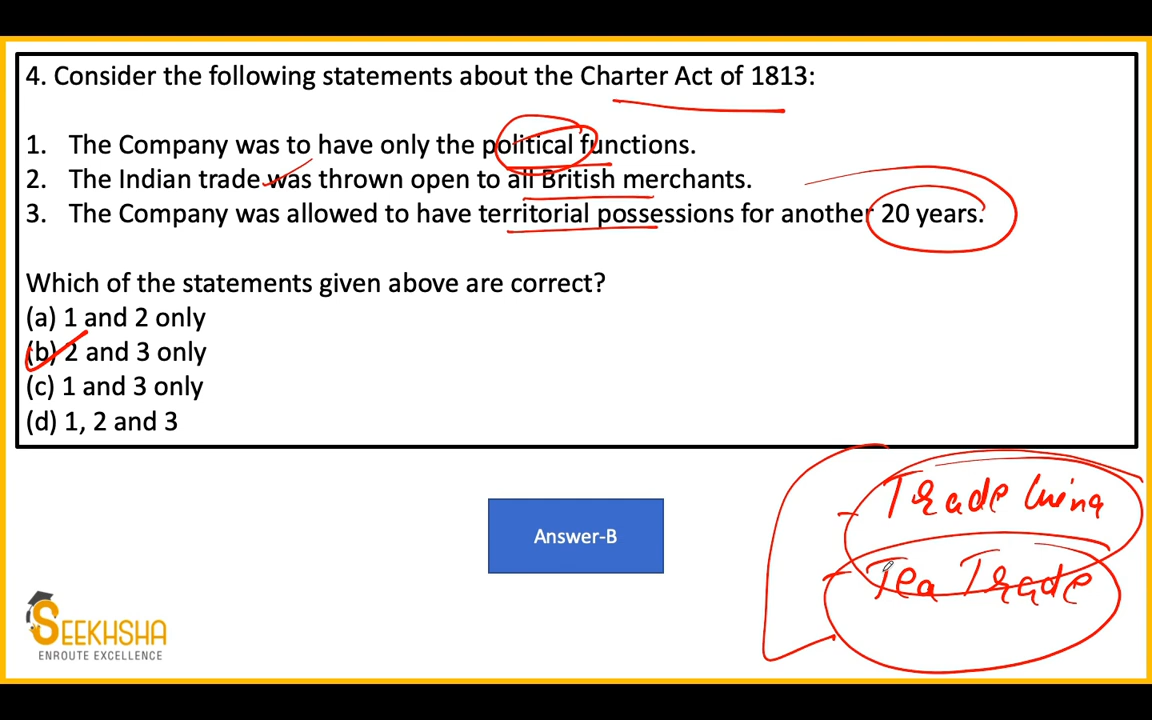 4. Consider the following statements about the Charter Act of 1813:
1. The Company was to have only the political functions.
2. The Indian trade was thrown open to all British merchants.
3. The Company was allowed to have territorial possessions for another 20 years.
Which of the statements given above are correct?
(a) 1 and 2 only
(b) 2 and 3 only
(c) 1 and 3 only
(d) 1, 2 and 3
- Trade
Answer-B
- Tea Trade
SEEKHSHA
ENROUTE EXCELLENCE